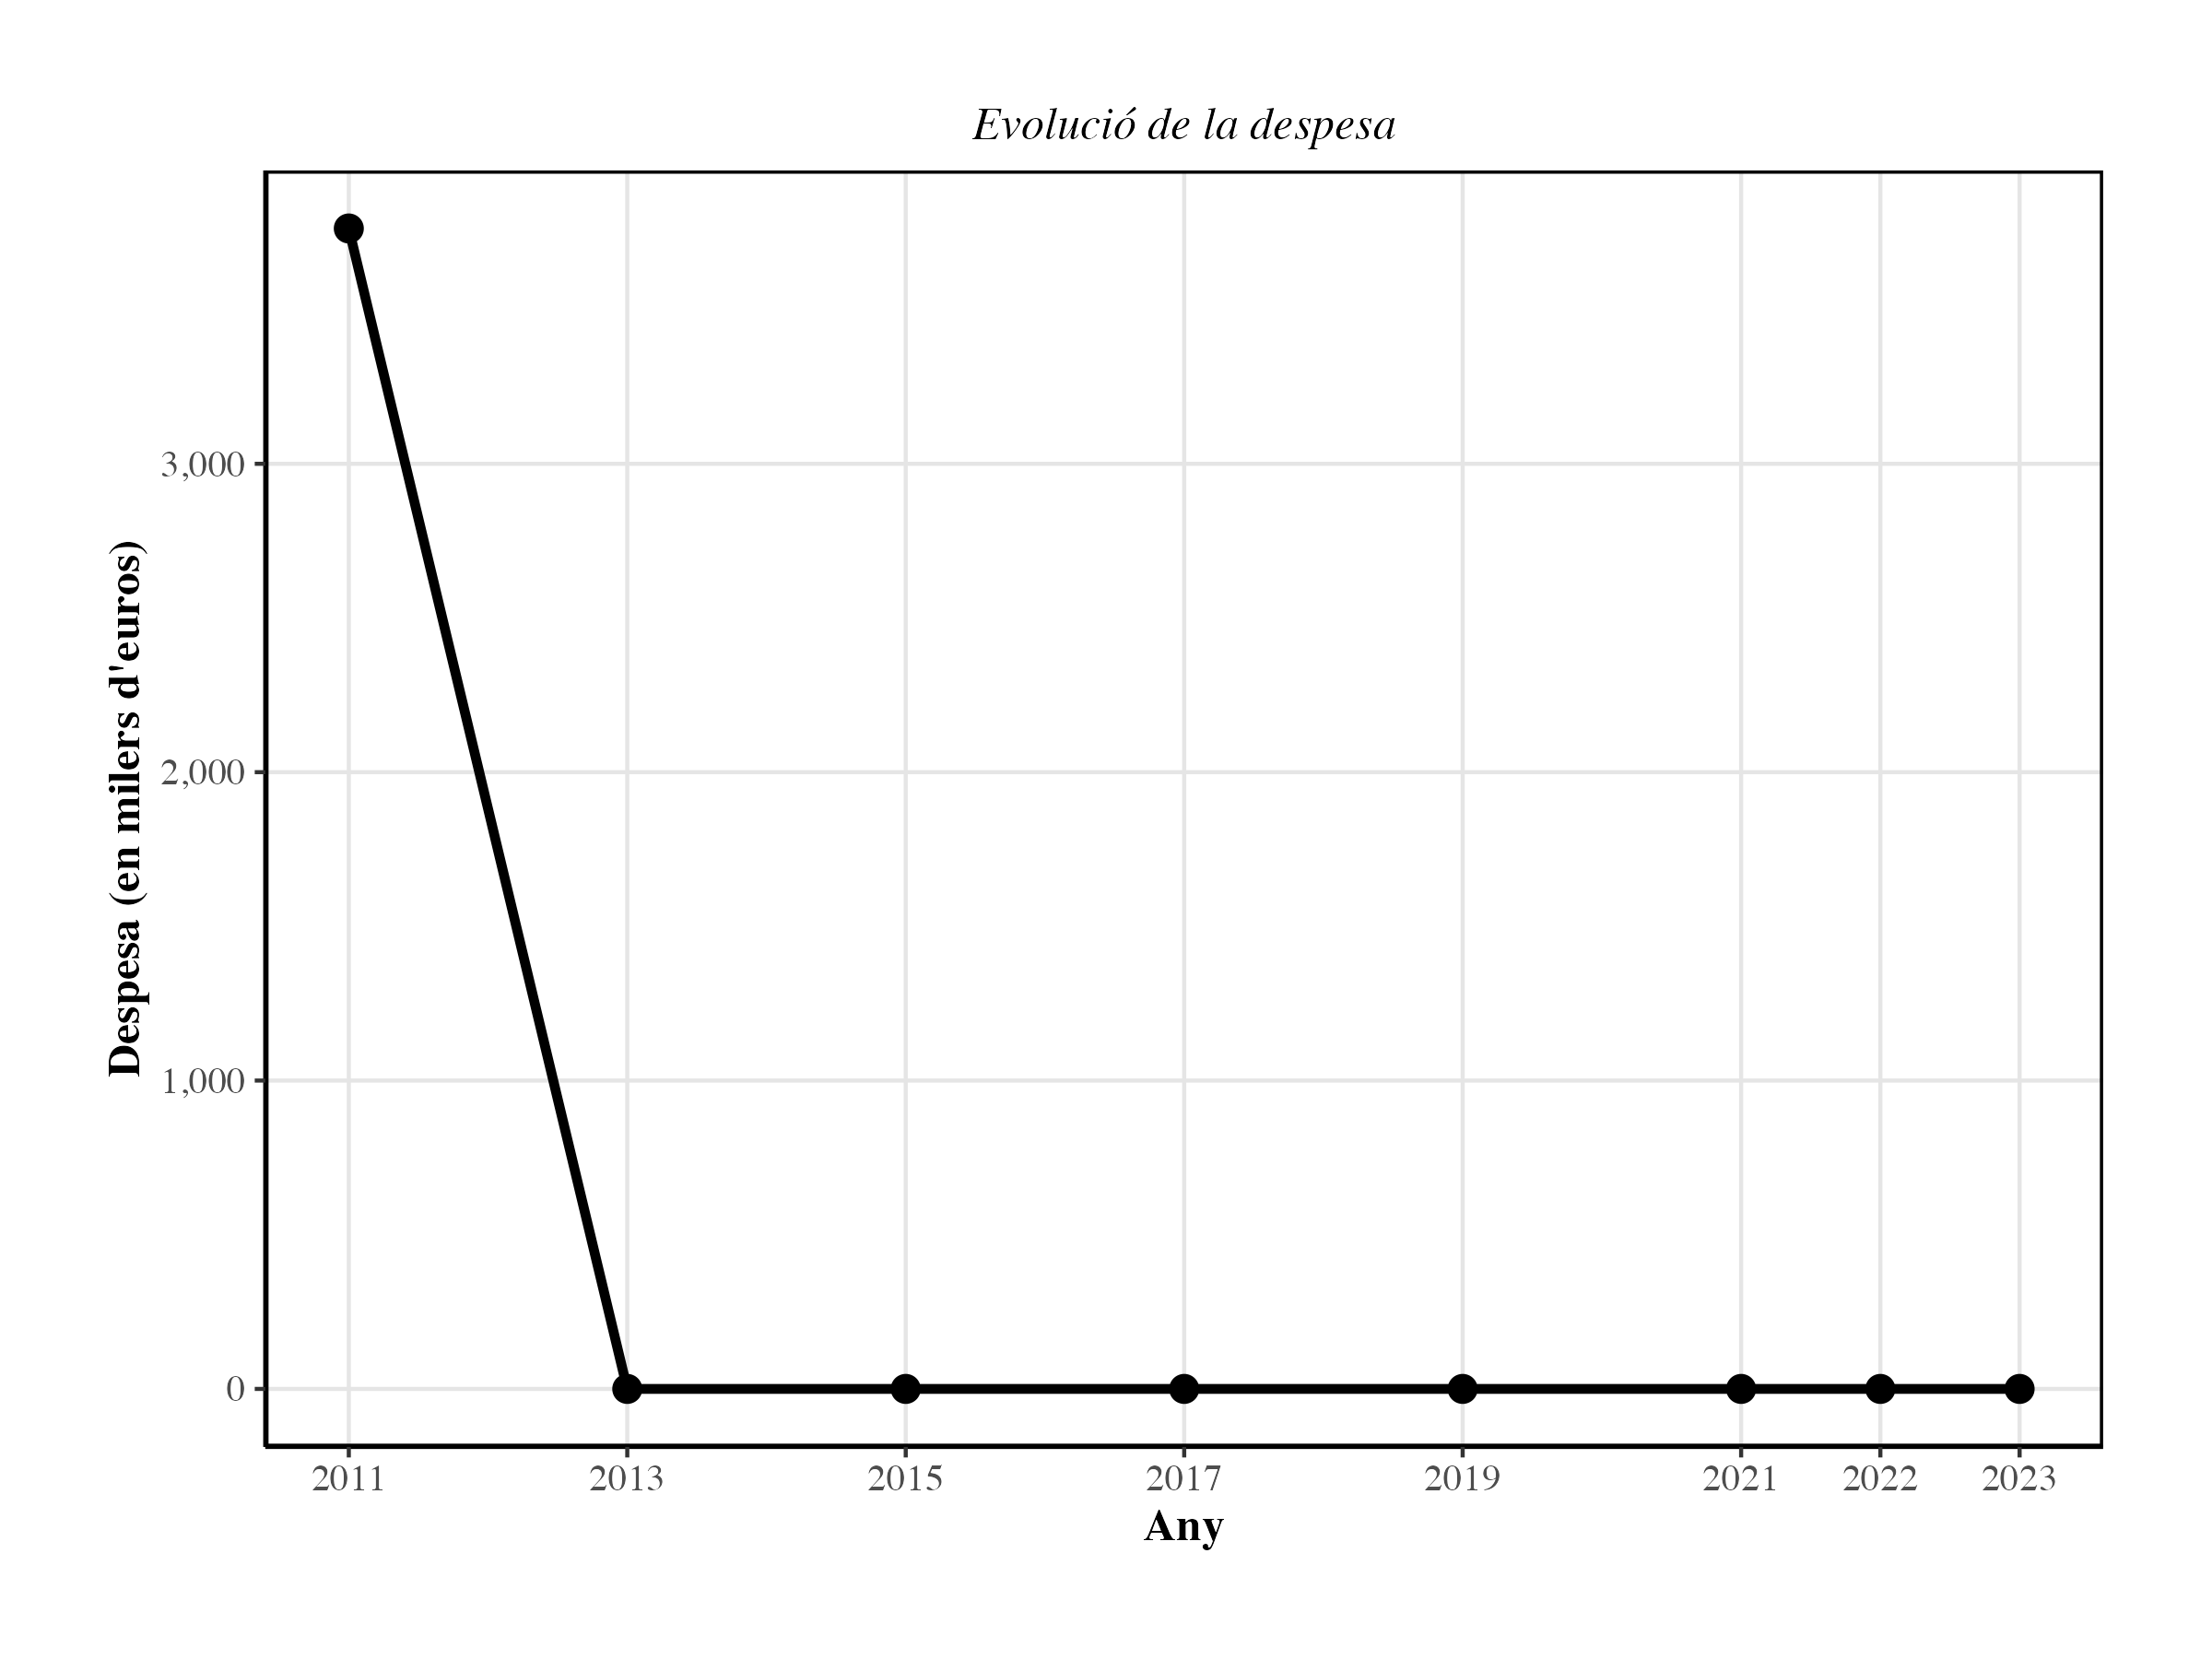 Evolució de la despesa
Despesa (en milers d'euros)
3,000
2,000
1,000
0
2011 2013 2015 2017 2019 2021 2022 2023
Any